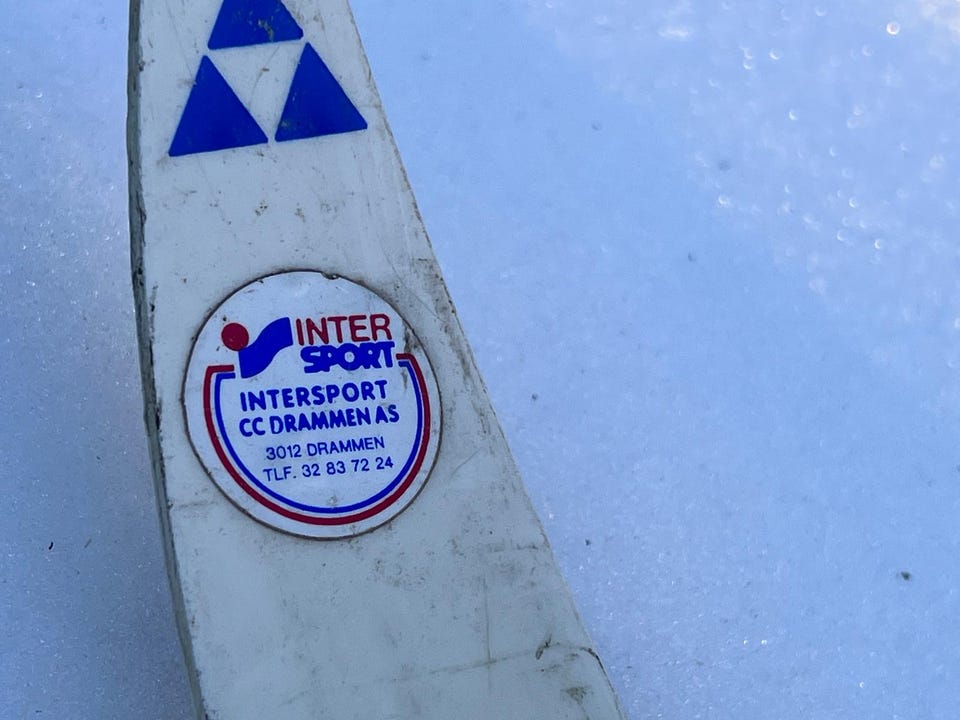 INTER
SPORT
INTERSPORT
CC DRAMMEN AS
3012 DRAMMEN
TLF. 32 83 72 24